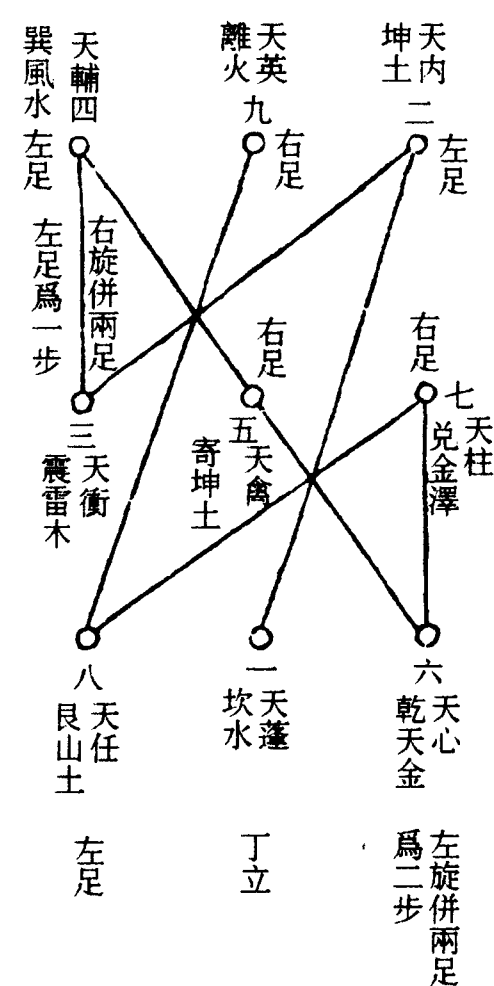 天內
坤土
二
左足
天英
離火
九
右足
天輔四
巽風水
左足
右旋併兩足
左足爲一步
右足
七
天柱
兌金澤
右足
五
天禽
寄坤土
三
天衝
震雷木
六
天心
乾天金
左旋併兩足
爲二步
一
天蓬
坎水
丁立
八
天任
艮山土
左足